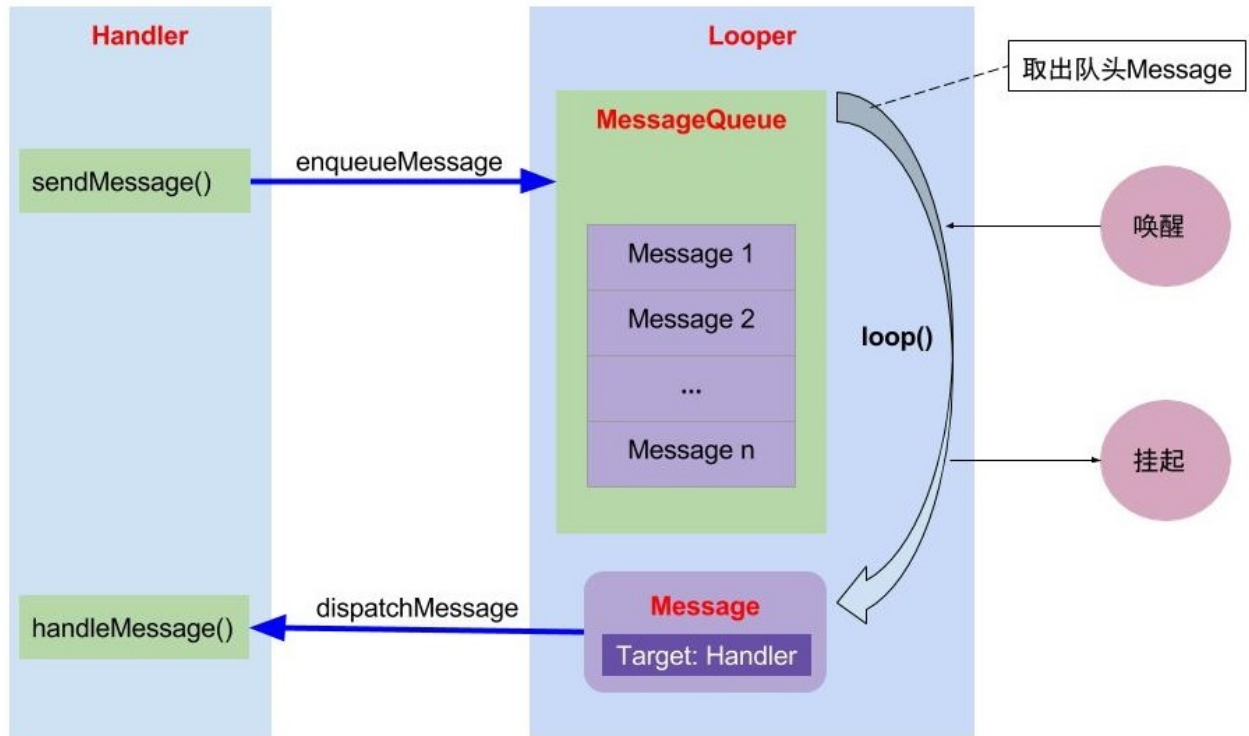 Handler
Looper
取出队头Message
MessageQueue
enqueueMessage
sendMessage()
唤醒
Message 1
Message 2
loop()
...
Message n
挂起
dispatchMessage
Message
handleMessage()
Target: Handler